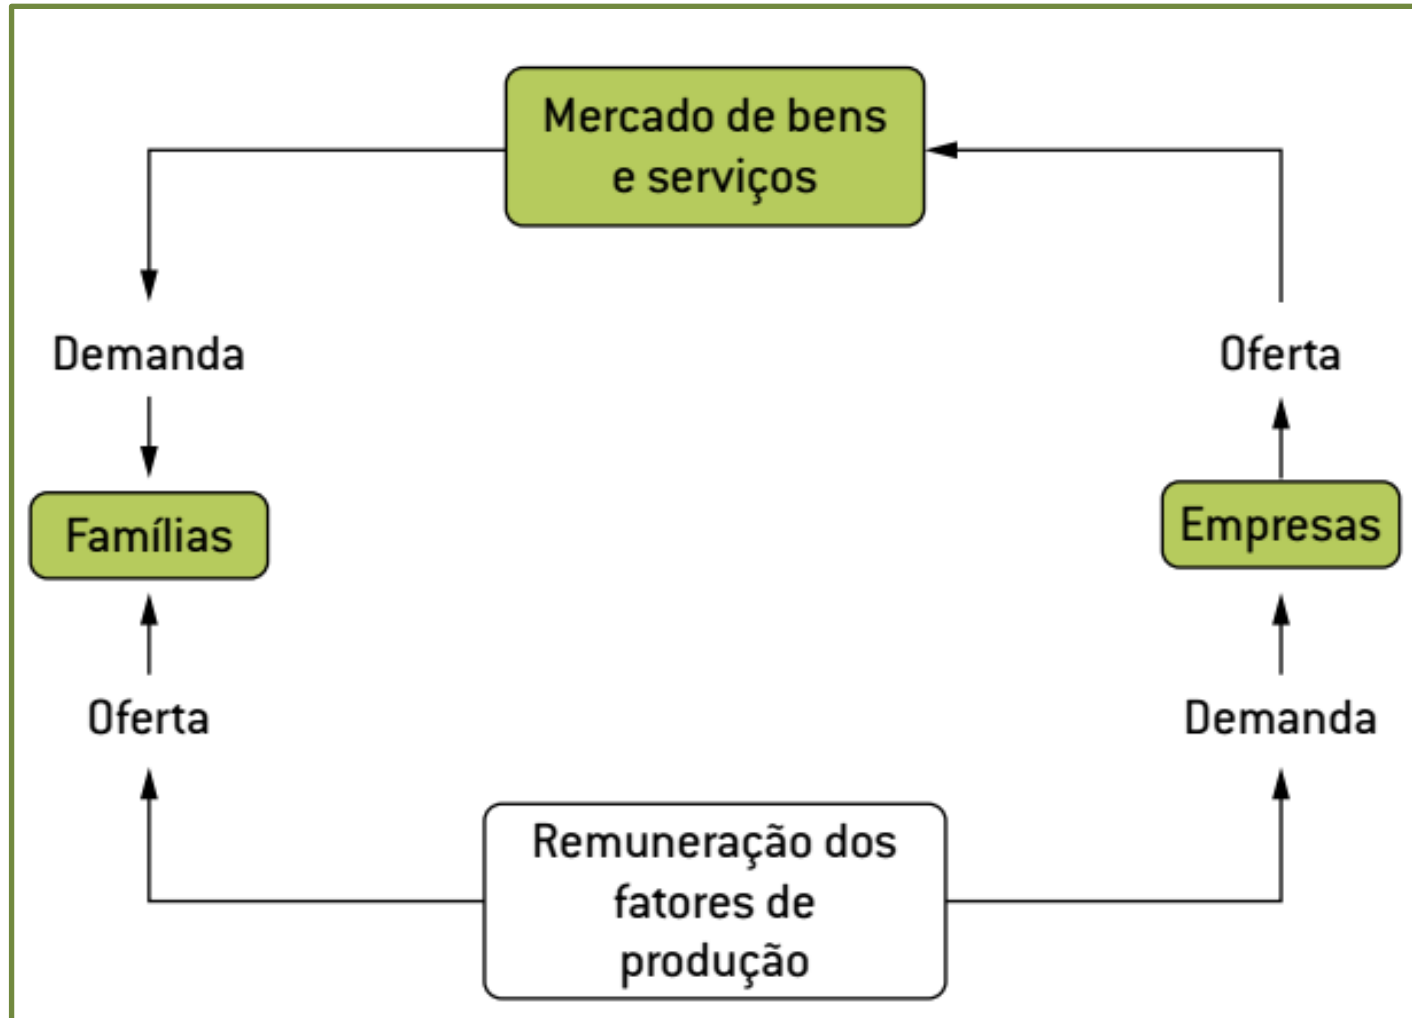 Mercado de bens
e serviços
Demanda
Oferta
Famílias
Empresas
Oferta
Demanda
Remuneração dos
fatores de
produção